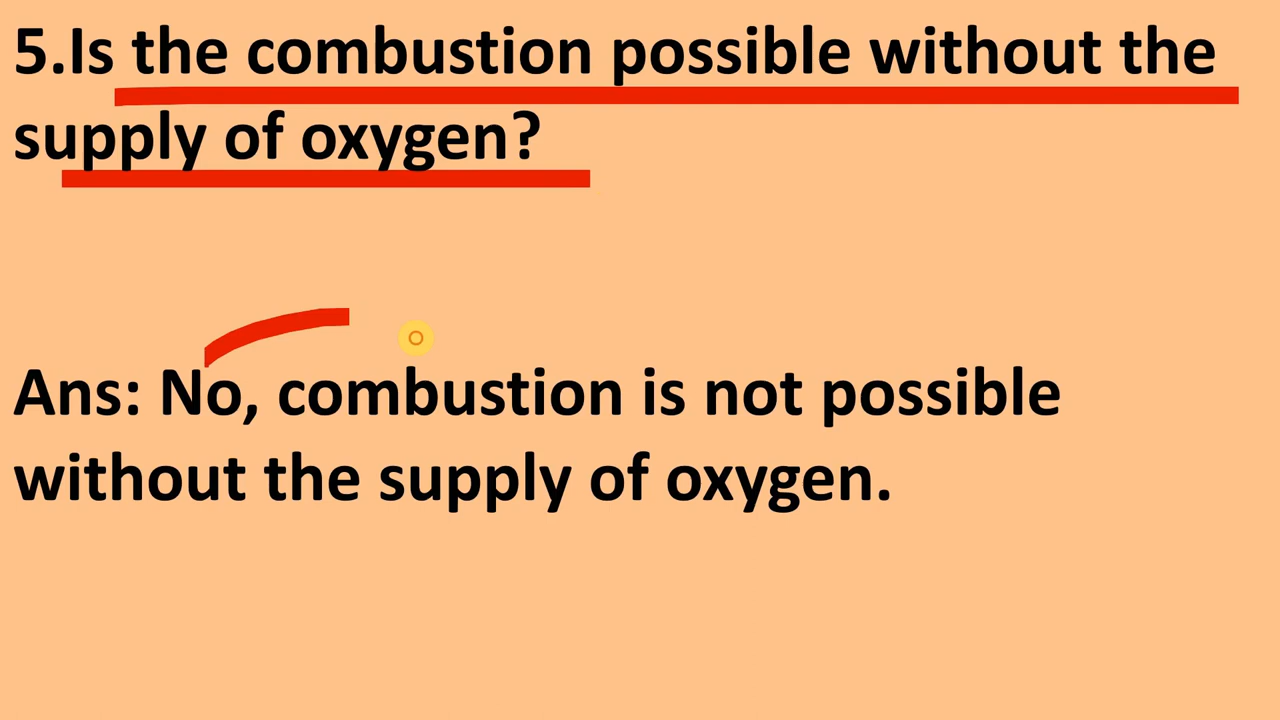 5.Is the combustion possible without the
supply of oxygen?
Ans: No, combustion is not possible
without the supply of oxygen.